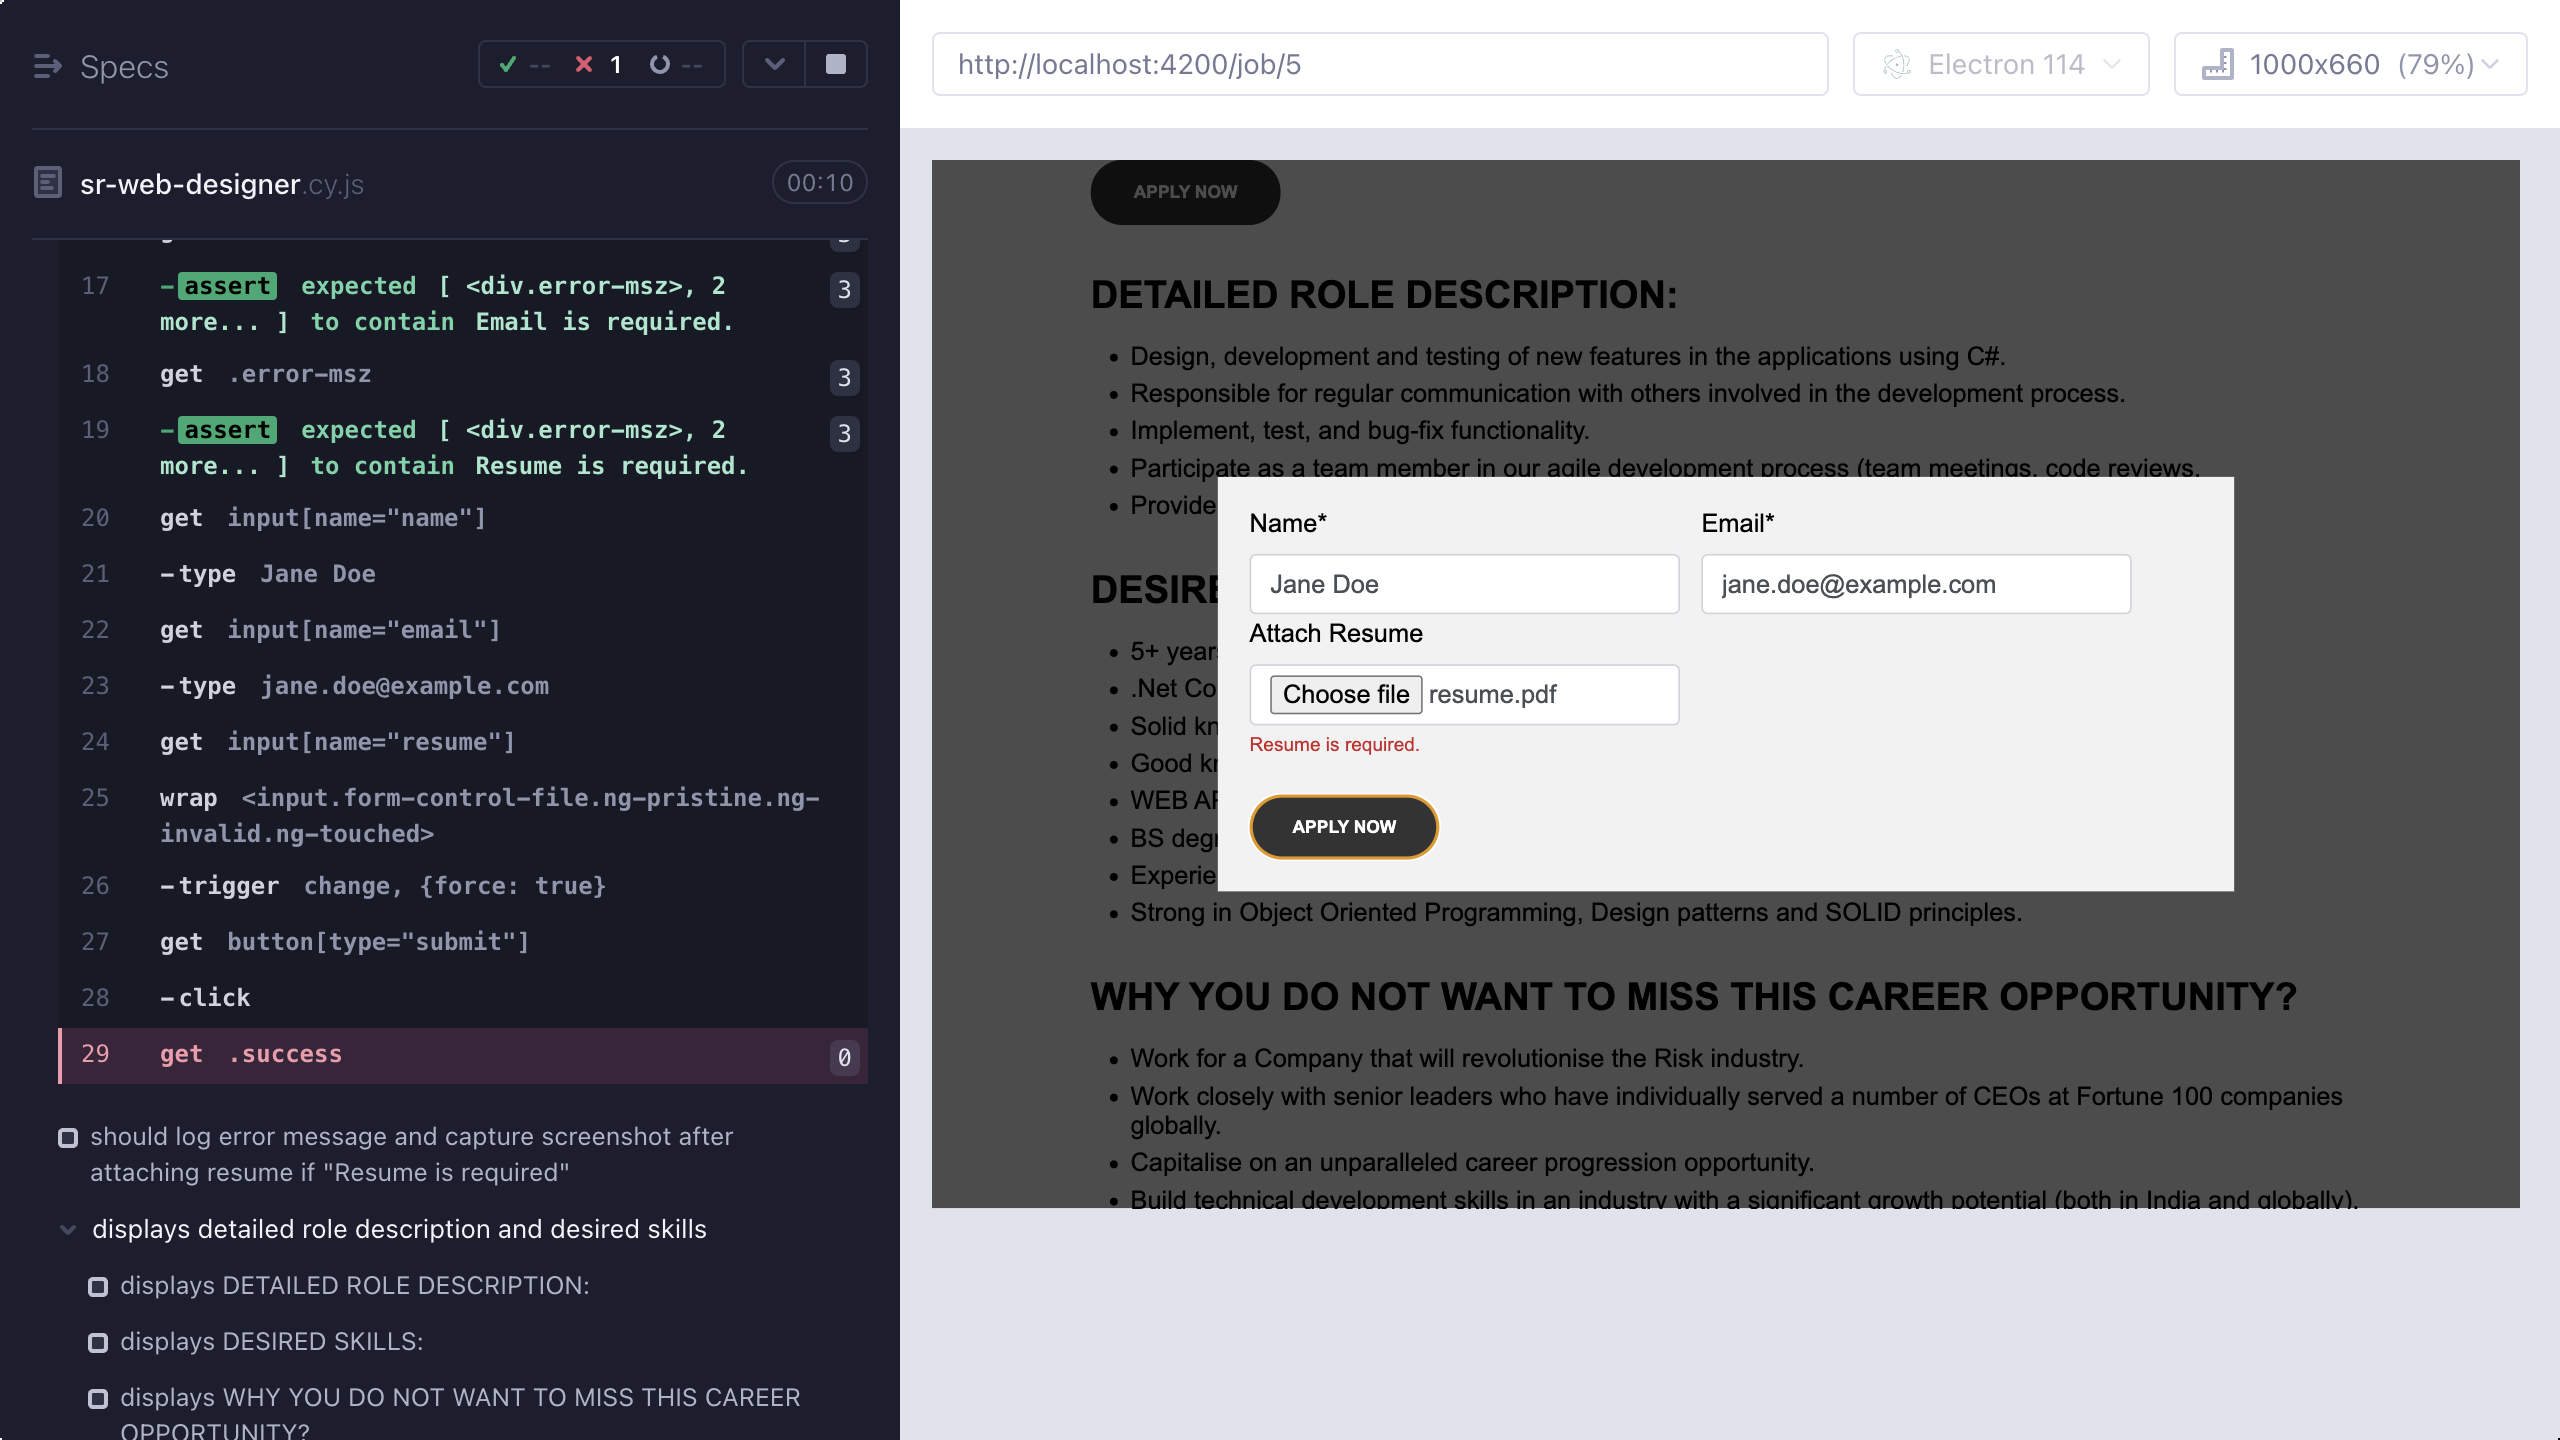 Specs
-- 1 --
sr-web-designer.cy.js
00:10
17 -assert expected [ <div.error-msz>, 2 3
more... ] to contain Email is required.
18 get .error-msz 3
19 -assert expected [ <div.error-msz>, 2 3
more... ] to contain Resume is required.
20 get input[name="name"]
21 -type Jane Doe
22 get input[name="email"]
23 -type jane.doe@example.com
24 get input[name="resume"]
25 wrap <input.form-control-file.ng-pristine.ng-
invalid.ng-touched>
26 -trigger change, {force: true}
27 get button[type="submit"]
28 -click
29 get .success 0
should log error message and capture screenshot after
attaching resume if "Resume is required"
displays detailed role description and desired skills
displays DETAILED ROLE DESCRIPTION:
displays DESIRED SKILLS:
displays WHY YOU DO NOT WANT TO MISS THIS CAREER
OPPORTUNITY?
http://localhost:4200/job/5
Electron 114
1000x660 (79%)
APPLY NOW
DETAILED ROLE DESCRIPTION:
Design, development and testing of new features in the applications using C#.
Responsible for regular communication with others involved in the development process.
Implement, test, and bug-fix functionality.
Participate as a team member in our agile development process (team meetings, code reviews,
Provide
DESIRE
5+ years
.Net Co
Solid kn
Good kn
WEB AP
BS degr
Experie
Name*
Email*
Jane Doe
jane.doe@example.com
Attach Resume
Choose file resume.pdf
Resume is required.
APPLY NOW
Strong in Object Oriented Programming, Design patterns and SOLID principles.
WHY YOU DO NOT WANT TO MISS THIS CAREER OPPORTUNITY?
Work for a Company that will revolutionise the Risk industry.
Work closely with senior leaders who have individually served a number of CEOs at Fortune 100 companies
globally.
Capitalise on an unparalleled career progression opportunity.
Build technical development skills in an industry with a significant growth potential (both in India and globally).